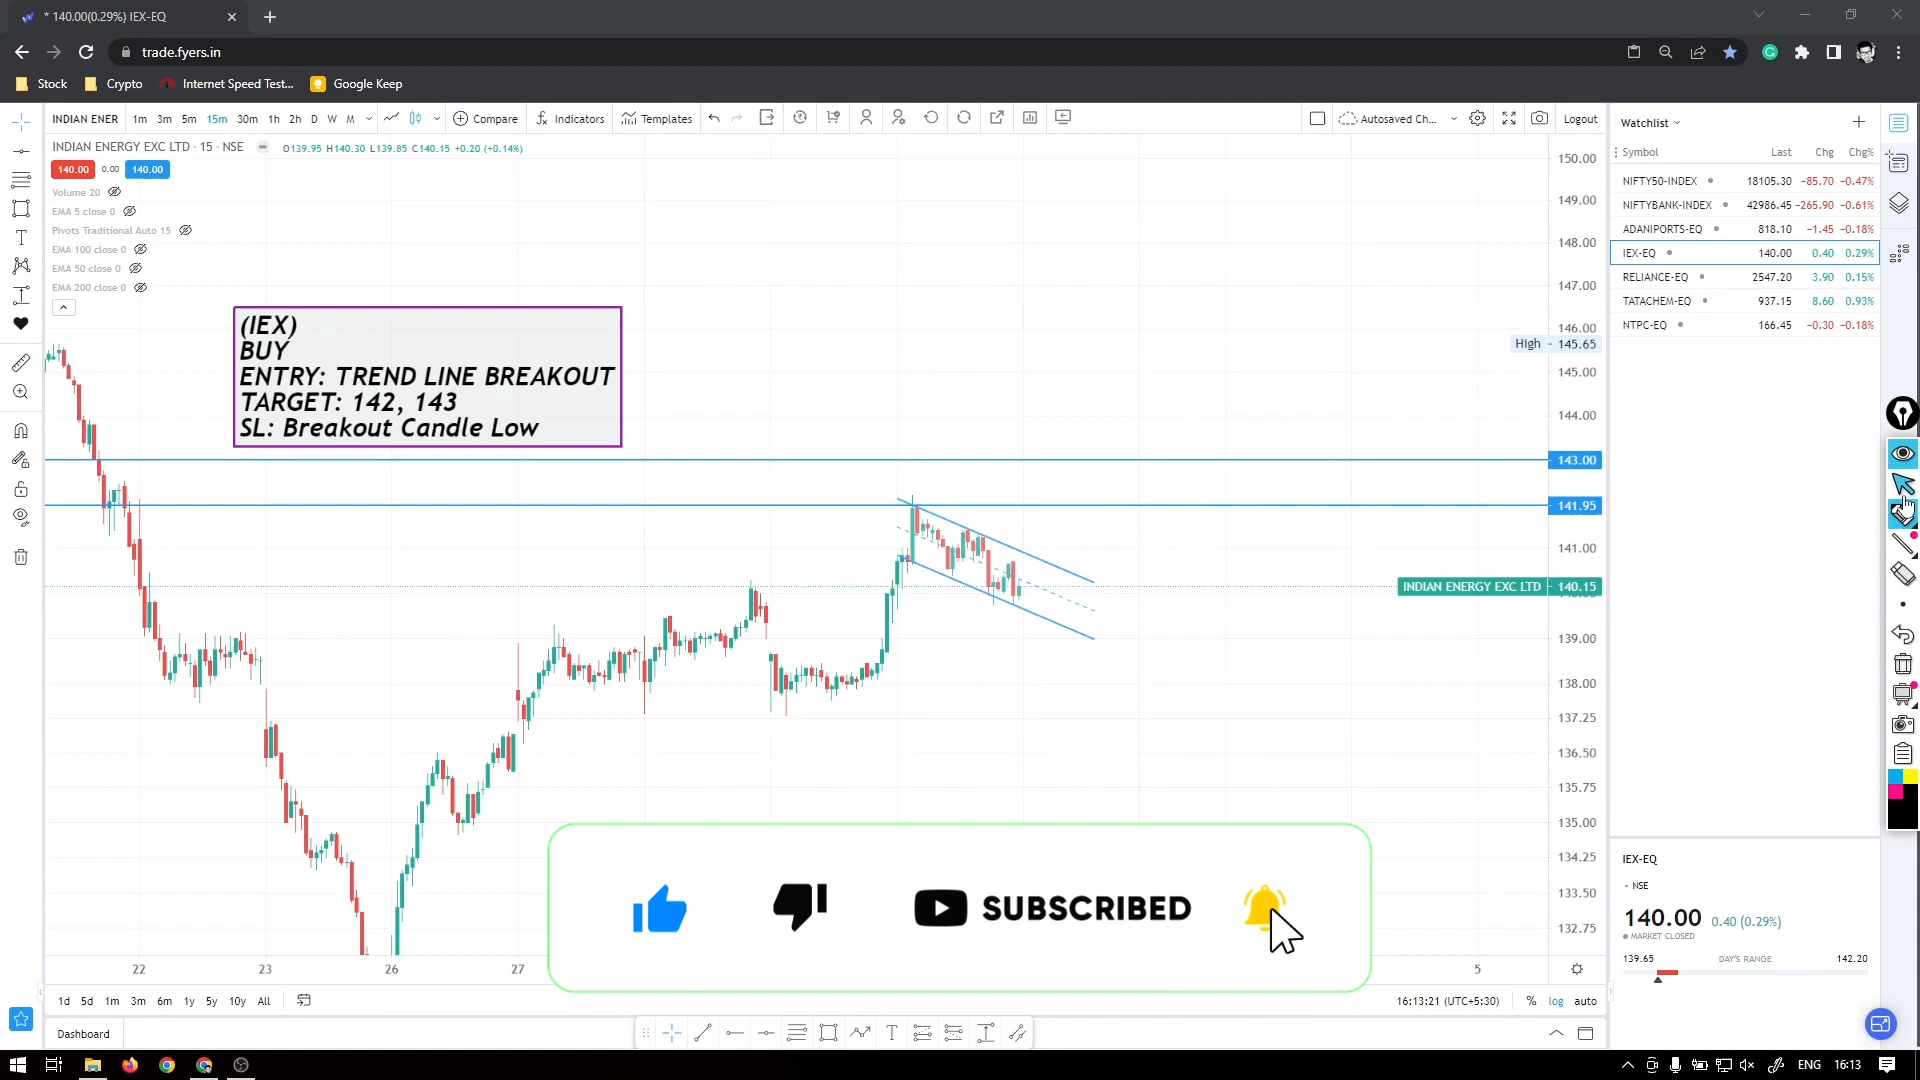 * 140.00(0.29%) IEX-EQ
trade.fyers.in
Stock Crypto Internet Speed Test... Google Keep
INDIAN ENER 1m 3m 5m 15m 30m 1h 2h D W M Compare Indicators Templates Autosaved Ch... Logout
INDIAN ENERGY EXC LTD · 15 · NSE O139.95 H140.30 L139.85 C140.15 +0.20 (+0.14%)
140.00 0.00 140.00
Volume 20
EMA 5 close 0
Pivots Traditional Auto 15
EMA 100 close 0
EMA 50 close 0
EMA 200 close 0
(IEX)
BUY
ENTRY: TREND LINE BREAKOUT
TARGET: 142, 143
SL: Breakout Candle Low
150.00
149.00
148.00
147.00
146.00
High - 145.65
145.00
144.00
143.00
141.95
141.00
INDIAN ENERGY EXC LTD 140.15
139.00
138.00
137.25
136.50
135.75
135.00
134.25
133.50
132.75
SUBSCRIBED
22 23 26 27 5
1d 5d 1m 3m 6m 1y 5y 10y All 16:13:21 (UTC+5:30) % log auto
Dashboard
Watchlist
Symbol Last Chg Chg%
NIFTY50-INDEX 18105.30 −85.70 −0.47%
NIFTYBANK-INDEX 42986.45 −265.90 −0.61%
ADANIPORTS-EQ 818.10 −1.45 −0.18%
IEX-EQ 140.00 0.40 0.29%
RELIANCE-EQ 2547.20 3.90 0.15%
TATACHEM-EQ 937.15 8.60 0.93%
NTPC-EQ 166.45 −0.30 −0.18%
IEX-EQ
- NSE
140.00 0.40 (0.29%)
MARKET CLOSED
139.65 DAY'S RANGE 142.20
ENG 16:13